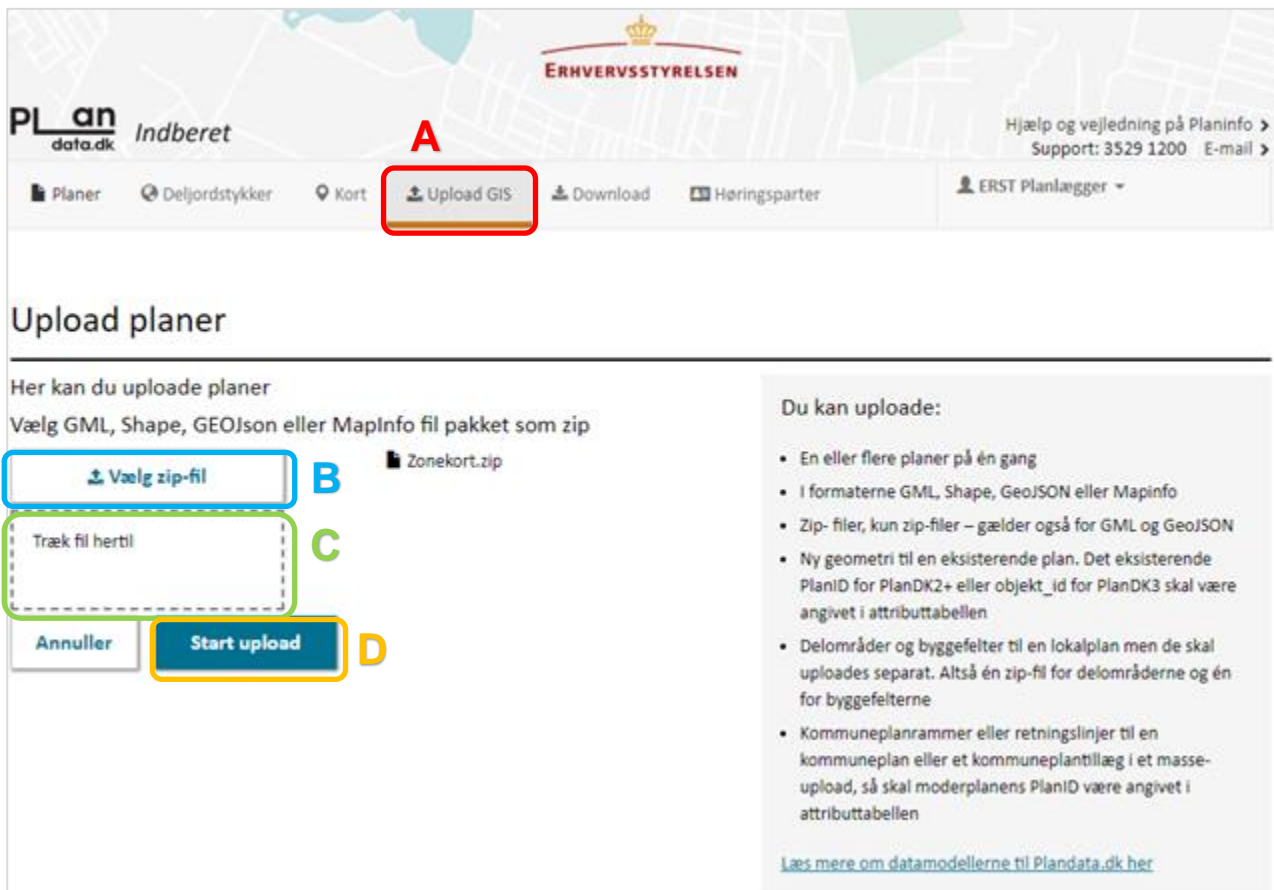 ERHVERVSSTYRELSEN
PLan
data.dk
Indberet
A
Hjælp og vejledning på Planinfo >
Support: 3529 1200 E-mail >
Planer Deljordstykker Kort Upload GIS Download Høringsparter ERST Planlægger
Upload planer
Her kan du uploade planer
Vælg GML, Shape, GEOJson eller MapInfo fil pakket som zip
Vælg zip-fil
B
Zonekort.zip
Træk fil hertil
C
Annuller
Start upload
D
Du kan uploade:
• En eller flere planer på én gang
• I formaterne GML, Shape, GeoJSON eller Mapinfo
• Zip- filer, kun zip-filer – gælder også for GML og GeoJSON
• Ny geometri til en eksisterende plan. Det eksisterende
PlanID for PlanDK2+ eller objekt_id for PlanDK3 skal være
angivet i attributtabellen
• Delområder og byggefelter til en lokalplan men de skal
uploades separat. Altså én zip-fil for delområderne og én
for byggefelterne
• Kommuneplanrammer eller retningslinjer til en
kommuneplan eller et kommuneplantillæg i et masse-
upload, så skal moderplanens PlanID være angivet i
attributtabellen
Læs mere om datamodellerne til Plandata.dk her